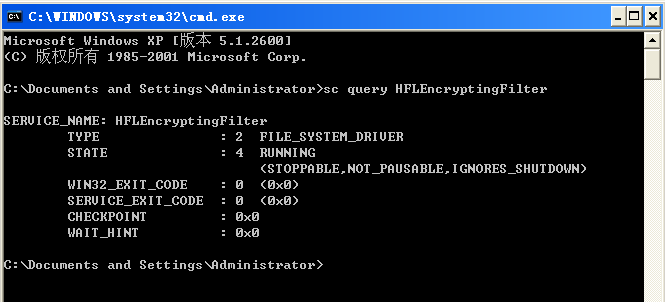 C:\WINDOWS\system32\cmd.exe
Microsoft Windows XP [版本 5.1.2600]
(C) 版权所有 1985-2001 Microsoft Corp.
C:\Documents and Settings\Administrator>sc query HFLEncryptingFilter
SERVICE_NAME: HFLEncryptingFilter
TYPE : 2 FILE_SYSTEM_DRIVER
STATE : 4 RUNNING
(STOPPABLE,NOT_PAUSABLE,IGNORES_SHUTDOWN)
WIN32_EXIT_CODE : 0 (0x0)
SERVICE_EXIT_CODE : 0 (0x0)
CHECKPOINT : 0x0
WAIT_HINT : 0x0
C:\Documents and Settings\Administrator>